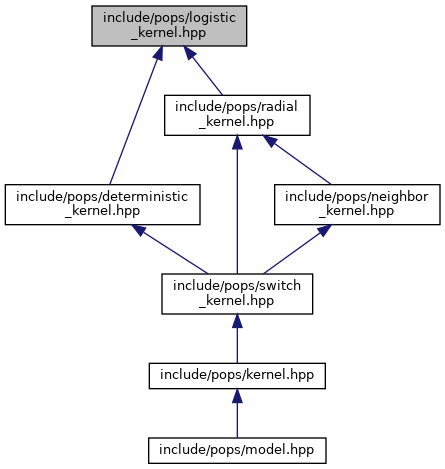 include/pops/logistic
_kernel.hpp
include/pops/radial
_kernel.hpp
include/pops/deterministic
_kernel.hpp
include/pops/neighbor
_kernel.hpp
include/pops/switch
_kernel.hpp
include/pops/kernel.hpp
include/pops/model.hpp